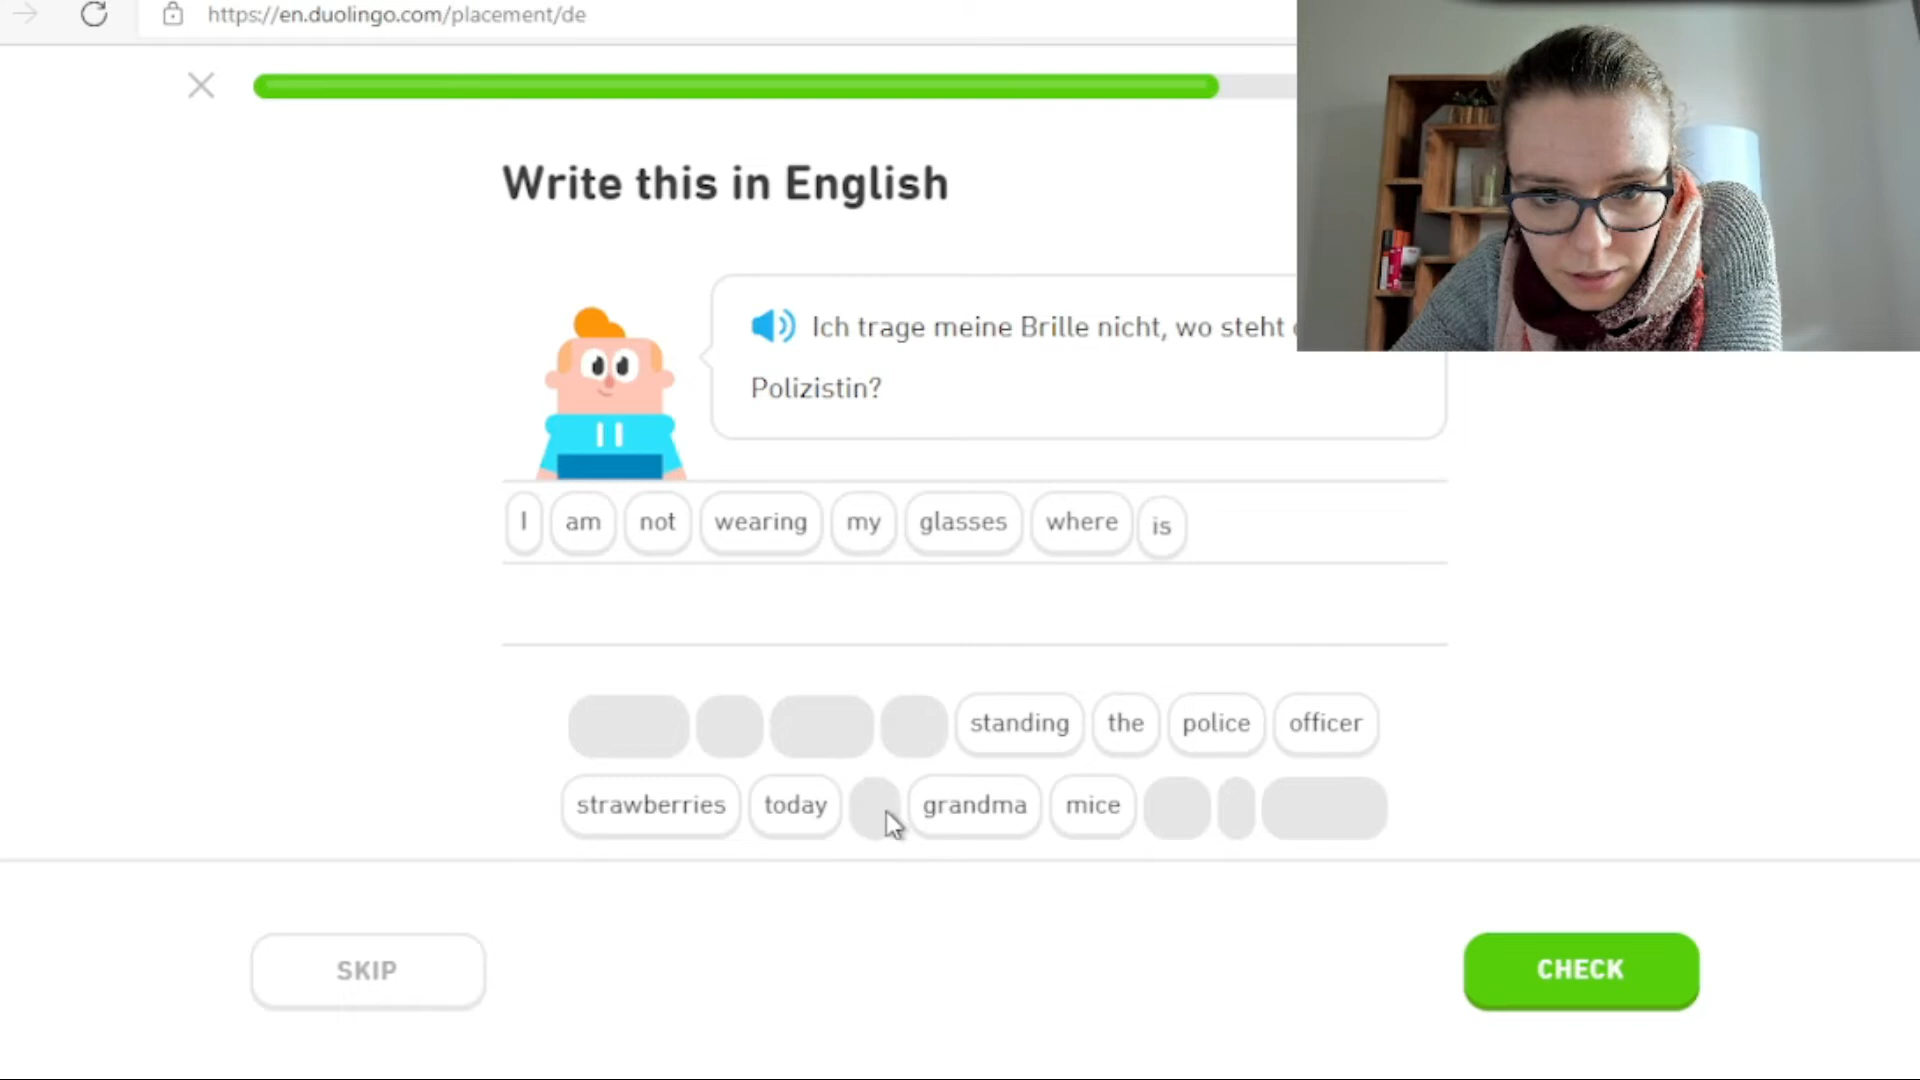 https://en.duolingo.com/placement/de
Write this in English
Ich trage meine Brille nicht, wo steht
Polizistin?
I am not wearing my glasses where is
standing the police officer
strawberries today grandma mice
SKIP CHECK